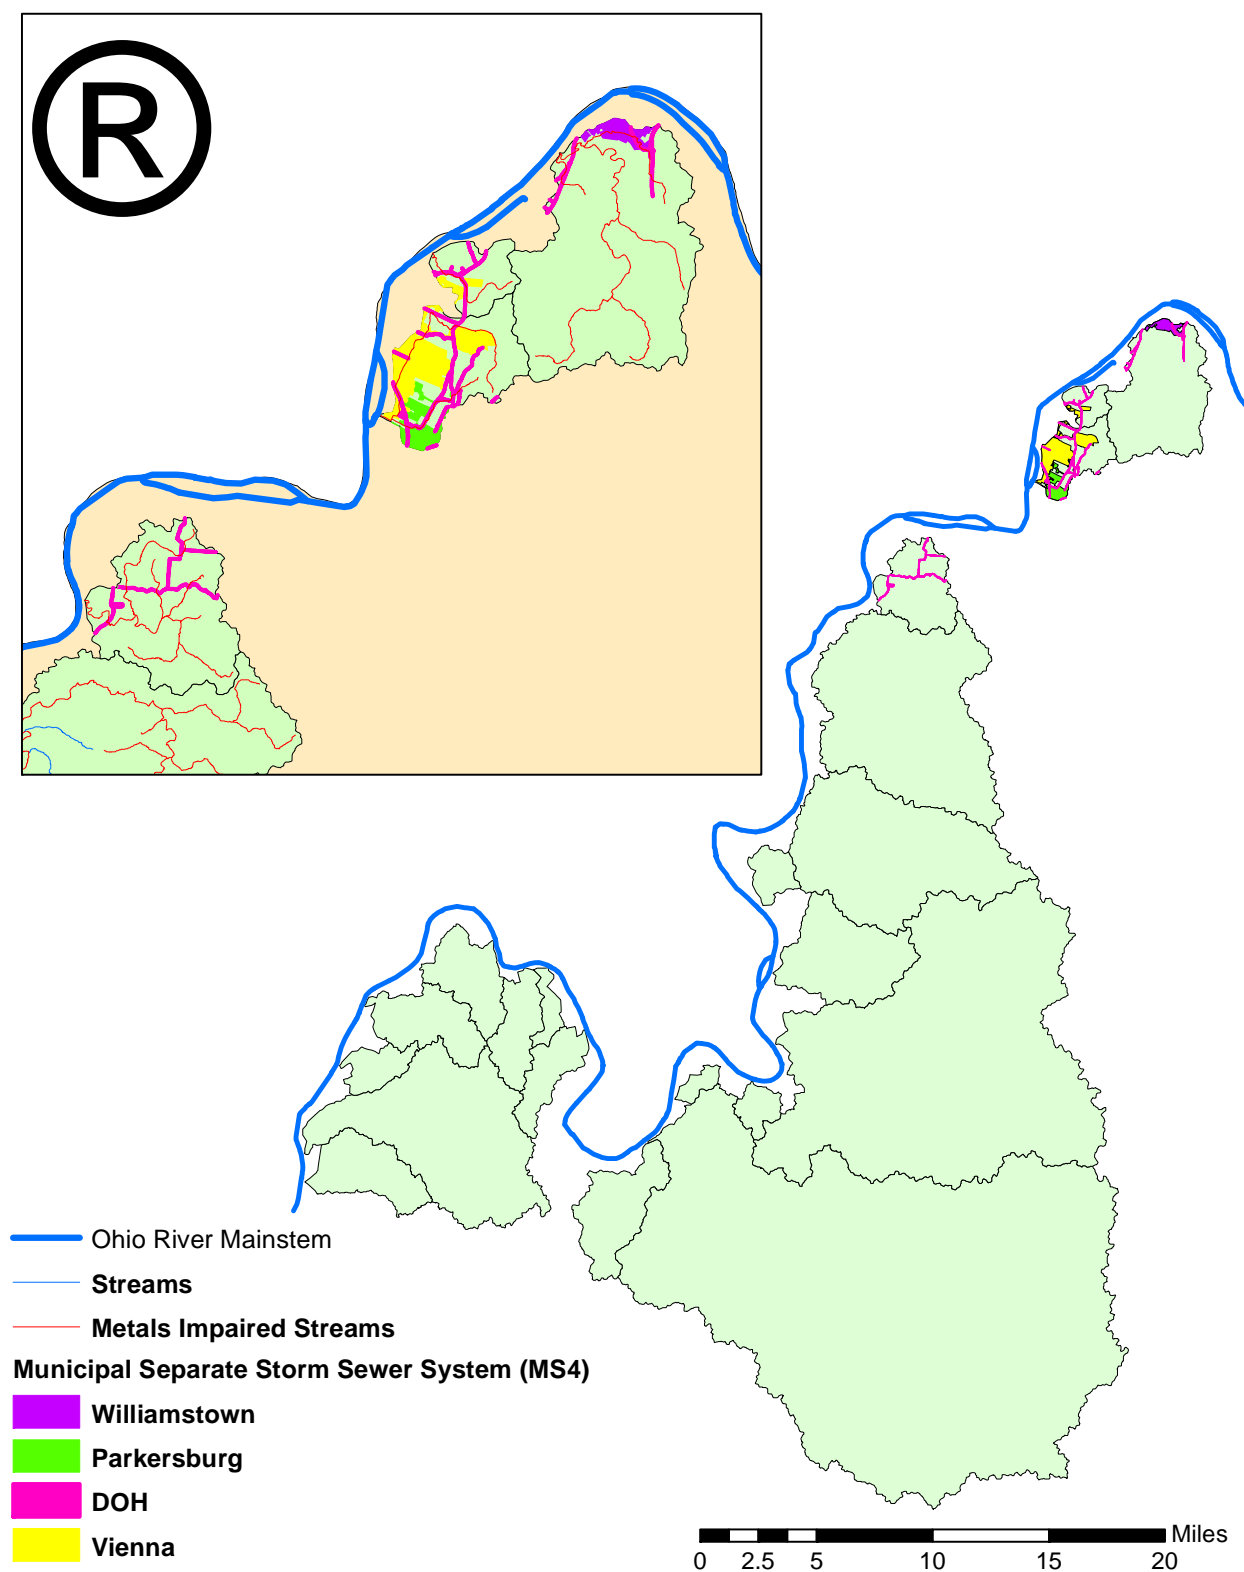 R
Ohio River Mainstem
Streams
Metals Impaired Streams
Municipal Separate Storm Sewer System (MS4)
Williamstown
Parkersburg
DOH
Vienna
Miles
0 2.5 5 10 15 20